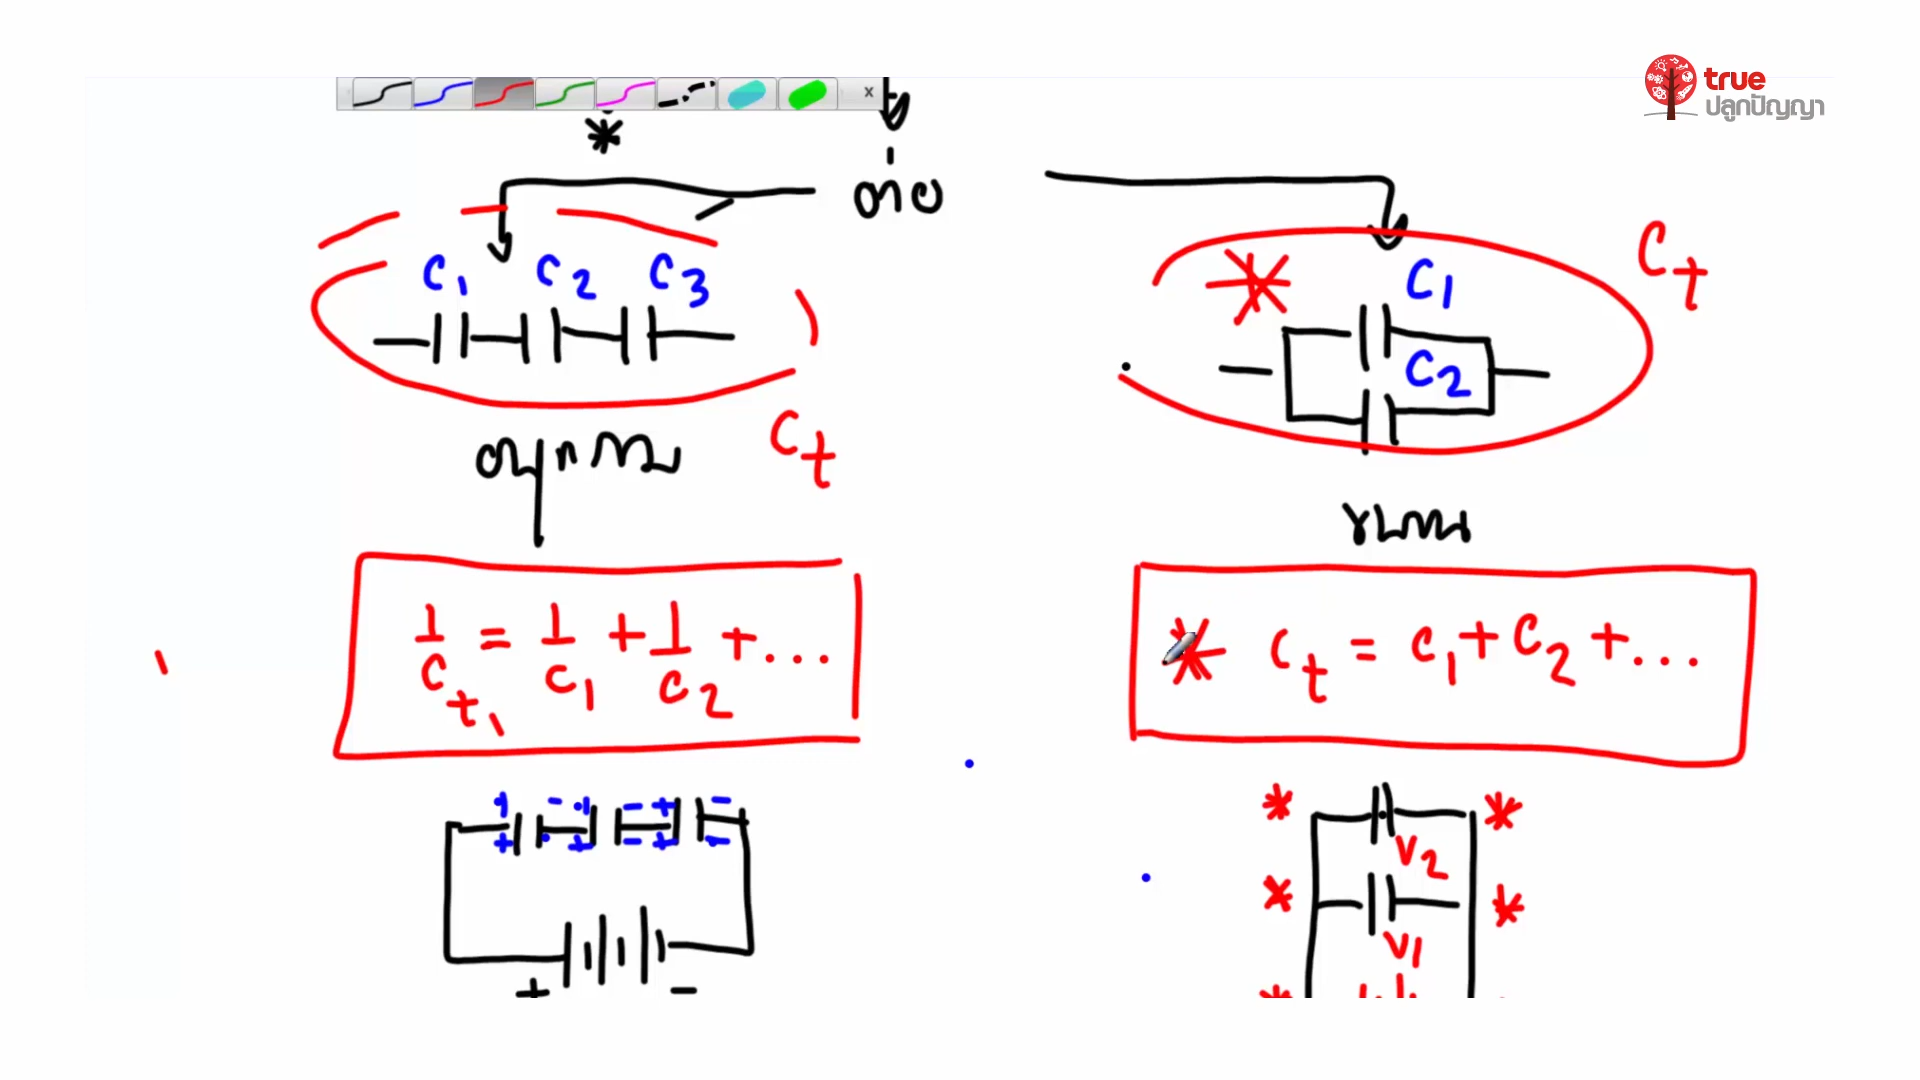 true
ปลูกปัญญา
x
*
ต่อ
C1 C2 C3
Ct
อนุกรม
1/Ct = 1/C1 + 1/C2 + ...
+ - + - + -
+ + - + -
+ -
* C1
C2
Ct
ขนาน
* Ct = C1 + C2 + ...
* *
V2
* *
V1